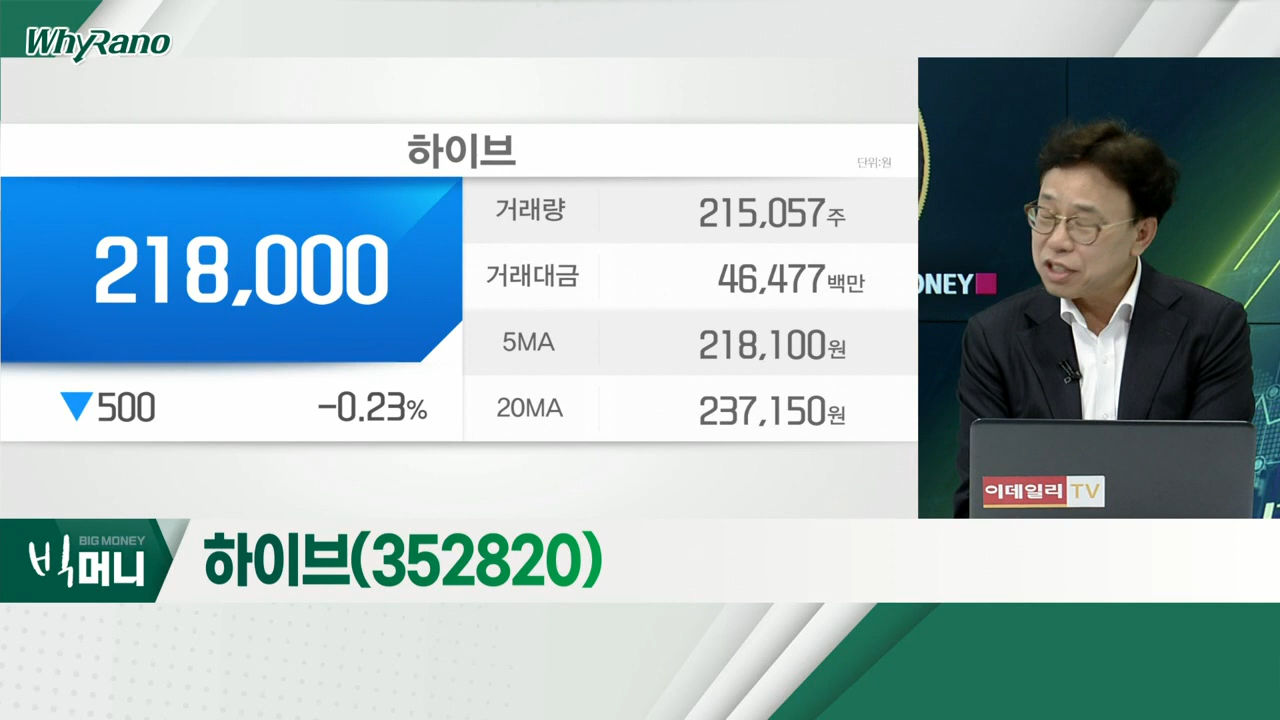 WhyRano
하이브
단위:원
218,000
▼500 -0.23%
거래량 215,057주
거래대금 46,477백만
5MA 218,100원
20MA 237,150원
ONEY
이데일리TV
BIG MONEY
빅머니
하이브(352820)